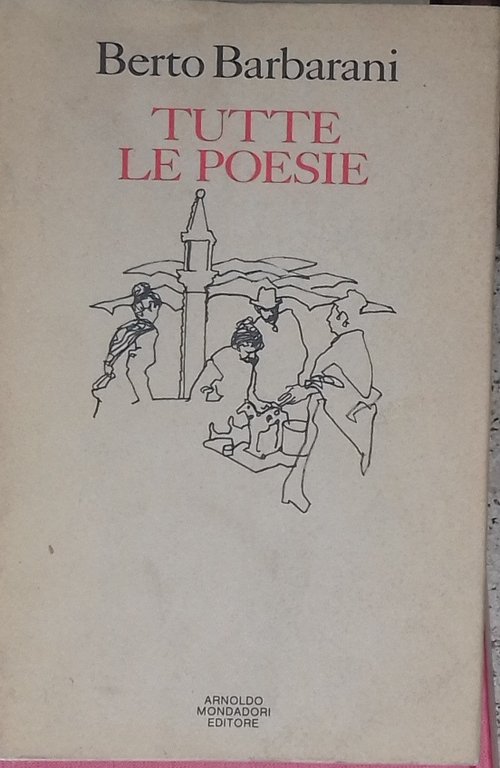 Berto Barbarani
TUTTE
LE POESIE
ARNOLDO
MONDADORI
EDITORE